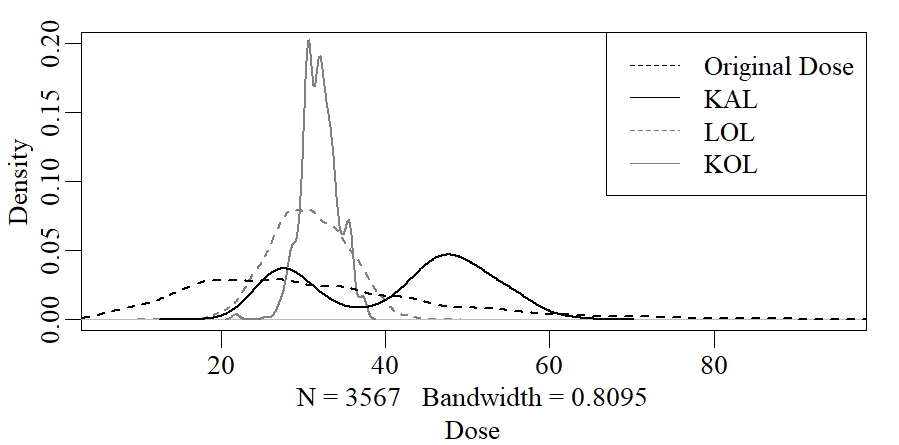 0.20
0.15
0.10
0.05
0.00
Density
Original Dose
KAL
LOL
KOL
20 40 60 80
N = 3567 Bandwidth = 0.8095
Dose